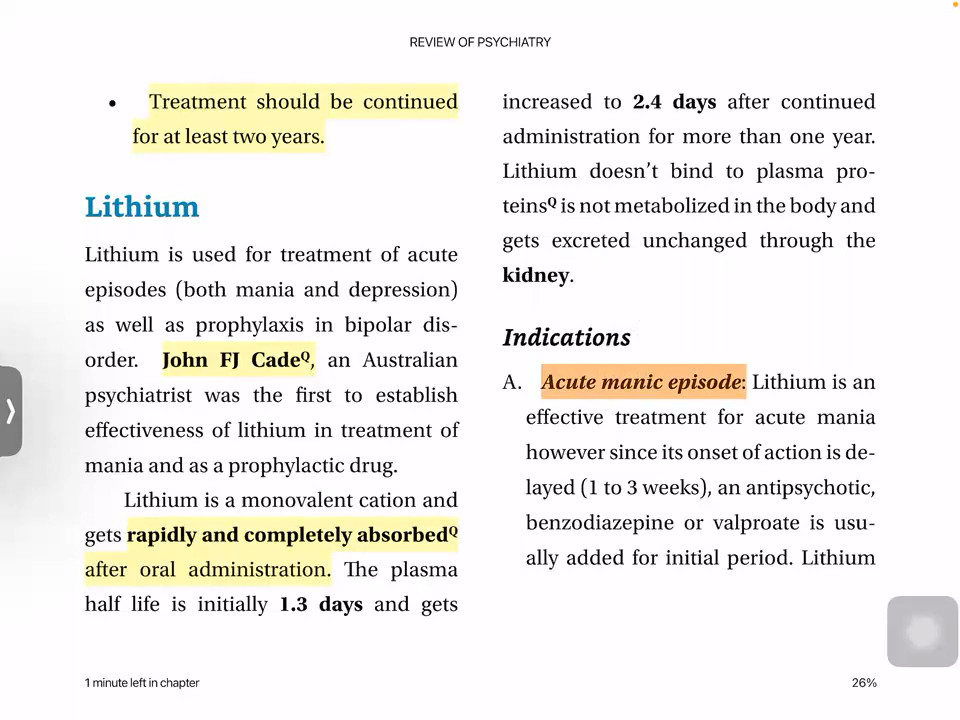 REVIEW OF PSYCHIATRY
• Treatment should be continued
for at least two years.
Lithium
Lithium is used for treatment of acute
episodes (both mania and depression)
as well as prophylaxis in bipolar dis-
order. John FJ CadeQ, an Australian
psychiatrist was the first to establish
effectiveness of lithium in treatment of
mania and as a prophylactic drug.
Lithium is a monovalent cation and
gets rapidly and completely absorbedQ
after oral administration. The plasma
half life is initially 1.3 days and gets
increased to 2.4 days after continued
administration for more than one year.
Lithium doesn’t bind to plasma pro-
teinsQ is not metabolized in the body and
gets excreted unchanged through the
kidney.
Indications
A. Acute manic episode: Lithium is an
effective treatment for acute mania
however since its onset of action is de-
layed (1 to 3 weeks), an antipsychotic,
benzodiazepine or valproate is usu-
ally added for initial period. Lithium
1 minute left in chapter
26%